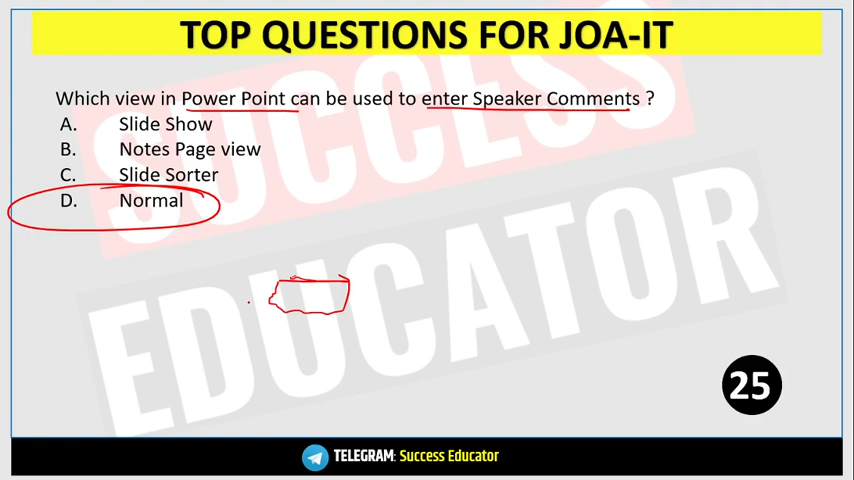 TOP QUESTIONS FOR JOA-IT
Which view in Power Point can be used to enter Speaker Comments ?
A. Slide Show
B. Notes Page view
C. Slide Sorter
D. Normal
SUCCESS
EDUCATOR
25
TELEGRAM: Success Educator